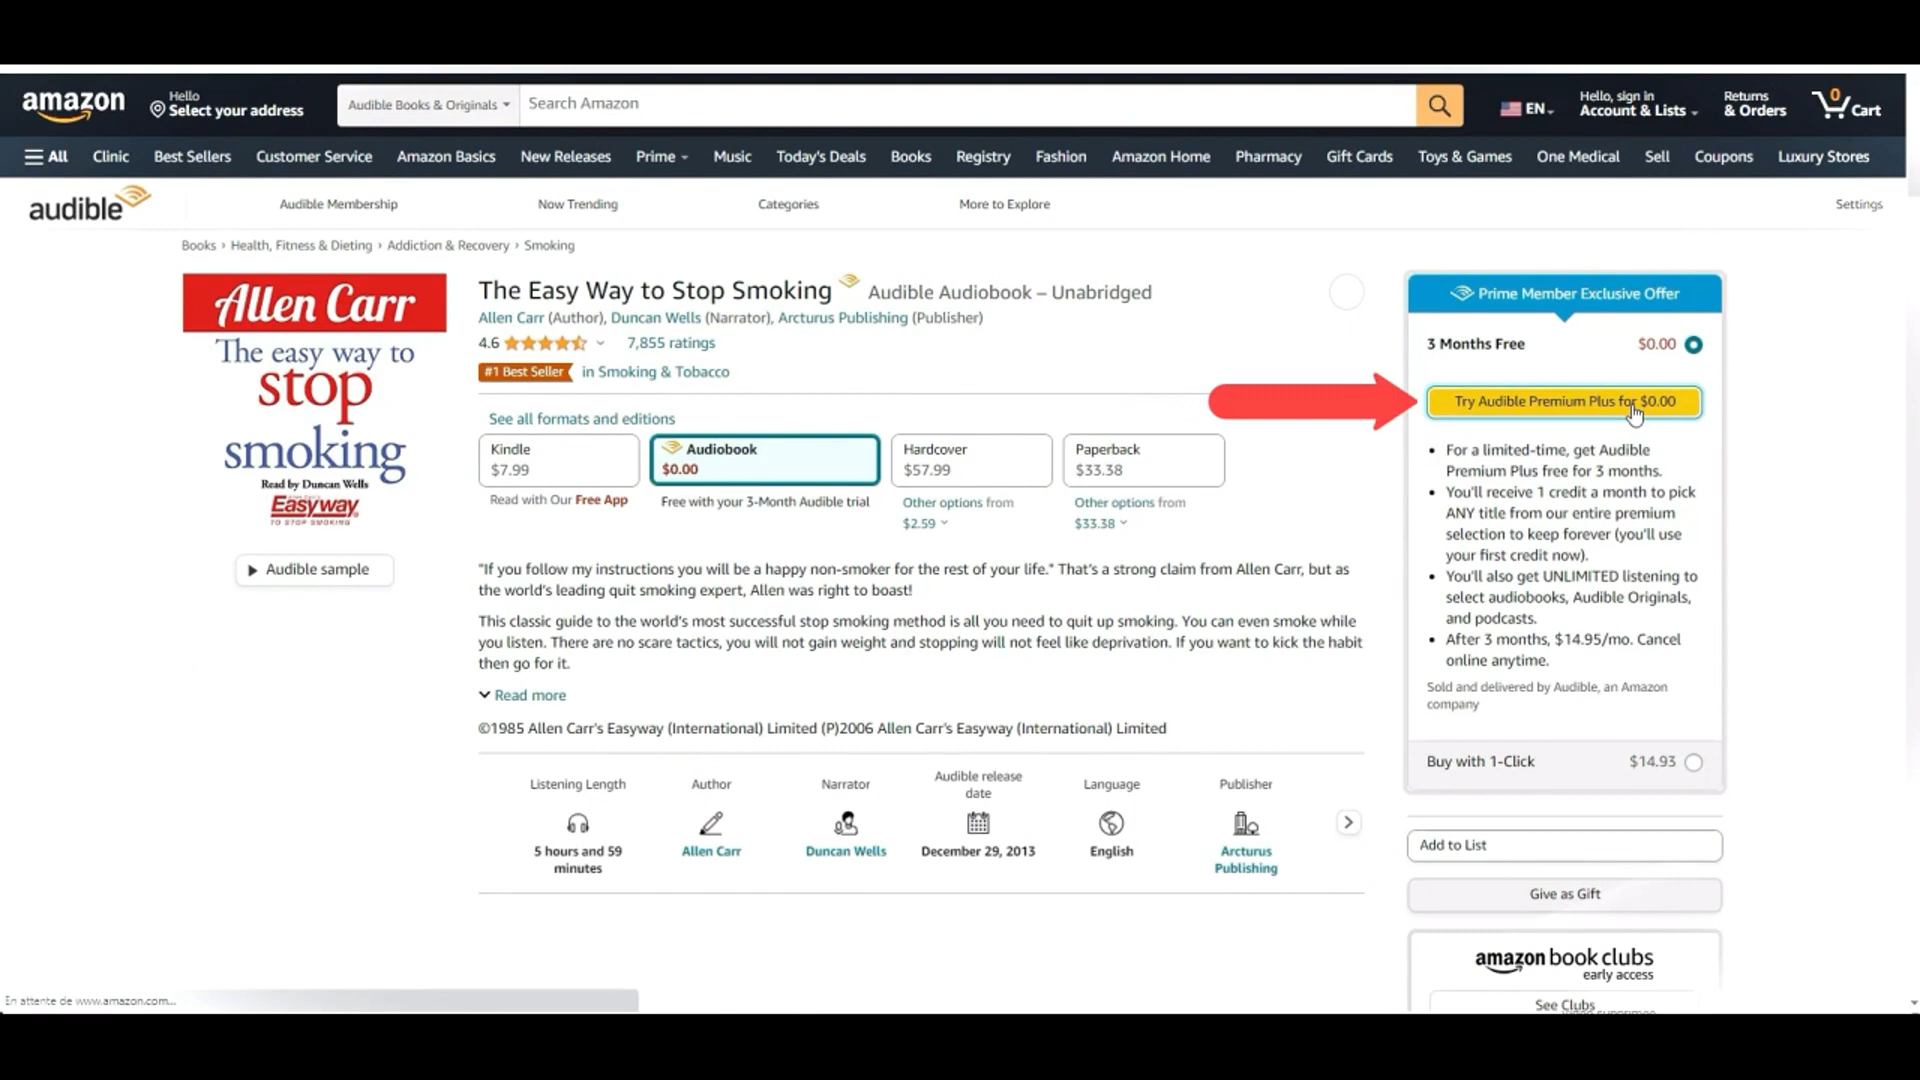 amazon
Hello
Select your address
Audible Books & Originals
Search Amazon
EN
Hello, sign in
Account & Lists
Returns
& Orders
0
Cart
All
Clinic
Best Sellers
Customer Service
Amazon Basics
New Releases
Prime
Music
Today's Deals
Books
Registry
Fashion
Amazon Home
Pharmacy
Gift Cards
Toys & Games
One Medical
Sell
Coupons
Luxury Stores
audible
Audible Membership
Now Trending
Categories
More to Explore
Settings
Books › Health, Fitness & Dieting › Addiction & Recovery › Smoking
Allen Carr
The easy way to
stop
smoking
Read by Duncan Wells
Easyway
TO STOP SMOKING
Audible sample
The Easy Way to Stop Smoking
Audible Audiobook – Unabridged
Allen Carr (Author), Duncan Wells (Narrator), Arcturus Publishing (Publisher)
4.6
7,855 ratings
#1 Best Seller in Smoking & Tobacco
See all formats and editions
Kindle
$7.99
Read with Our Free App
Audiobook
$0.00
Free with your 3-Month Audible trial
Hardcover
$57.99
Other options from
$2.59
Paperback
$33.38
Other options from
$33.38
"If you follow my instructions you will be a happy non-smoker for the rest of your life." That's a strong claim from Allen Carr, but as
the world's leading quit smoking expert, Allen was right to boast!
This classic guide to the world's most successful stop smoking method is all you need to quit up smoking. You can even smoke while
you listen. There are no scare tactics, you will not gain weight and stopping will not feel like deprivation. If you want to kick the habit
then go for it.
Read more
©1985 Allen Carr's Easyway (International) Limited (P)2006 Allen Carr's Easyway (International) Limited
Listening Length
5 hours and 59
minutes
Author
Allen Carr
Narrator
Duncan Wells
Audible release
date
December 29, 2013
Language
English
Publisher
Arcturus
Publishing
Prime Member Exclusive Offer
3 Months Free
$0.00
Try Audible Premium Plus for $0.00
• For a limited-time, get Audible
Premium Plus free for 3 months.
• You'll receive 1 credit a month to pick
ANY title from our entire premium
selection to keep forever (you'll use
your first credit now).
• You'll also get UNLIMITED listening to
select audiobooks, Audible Originals,
and podcasts.
• After 3 months, $14.95/mo. Cancel
online anytime.
Sold and delivered by Audible, an Amazon
company
Buy with 1-Click
$14.93
Add to List
Give as Gift
amazon book clubs
early access
See Clubs
En attente de www.amazon.com...